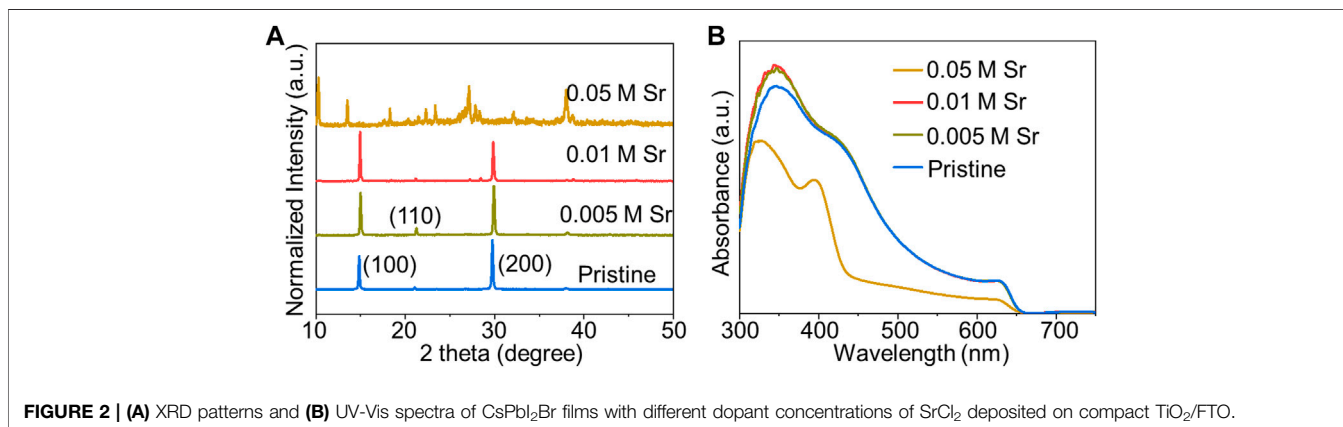 A
Normalized Intensity (a.u.)
0.05 M Sr
0.01 M Sr
(110)
0.005 M Sr
(100)
(200)
Pristine
10 20 30 40 50
2 theta (degree)
B
Absorbance (a.u.)
0.05 M Sr
0.01 M Sr
0.005 M Sr
Pristine
300 400 500 600 700
Wavelength (nm)
FIGURE 2 | (A) XRD patterns and (B) UV-Vis spectra of CsPbI₂Br films with different dopant concentrations of SrCl₂ deposited on compact TiO₂/FTO.